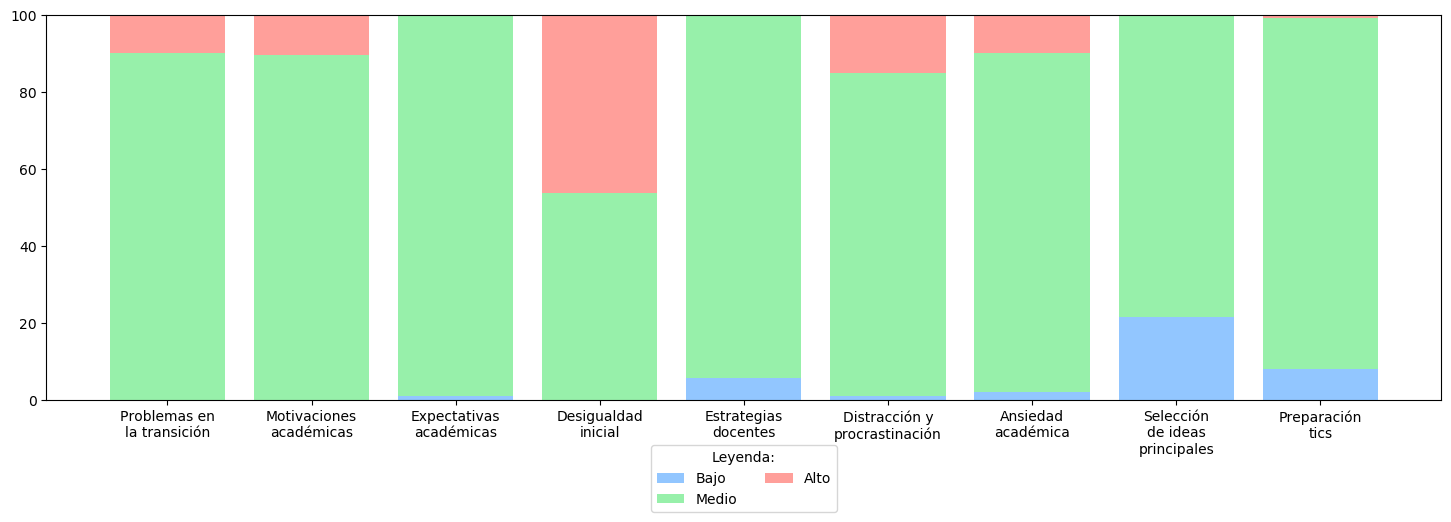 100
80
60
40
20
0
Problemas en
la transición
Motivaciones
académicas
Expectativas
académicas
Desigualdad
inicial
Estrategias
docentes
Distracción y
procrastinación
Ansiedad
académica
Selección
de ideas
principales
Preparación
tics
Leyenda:
Bajo
Medio
Alto